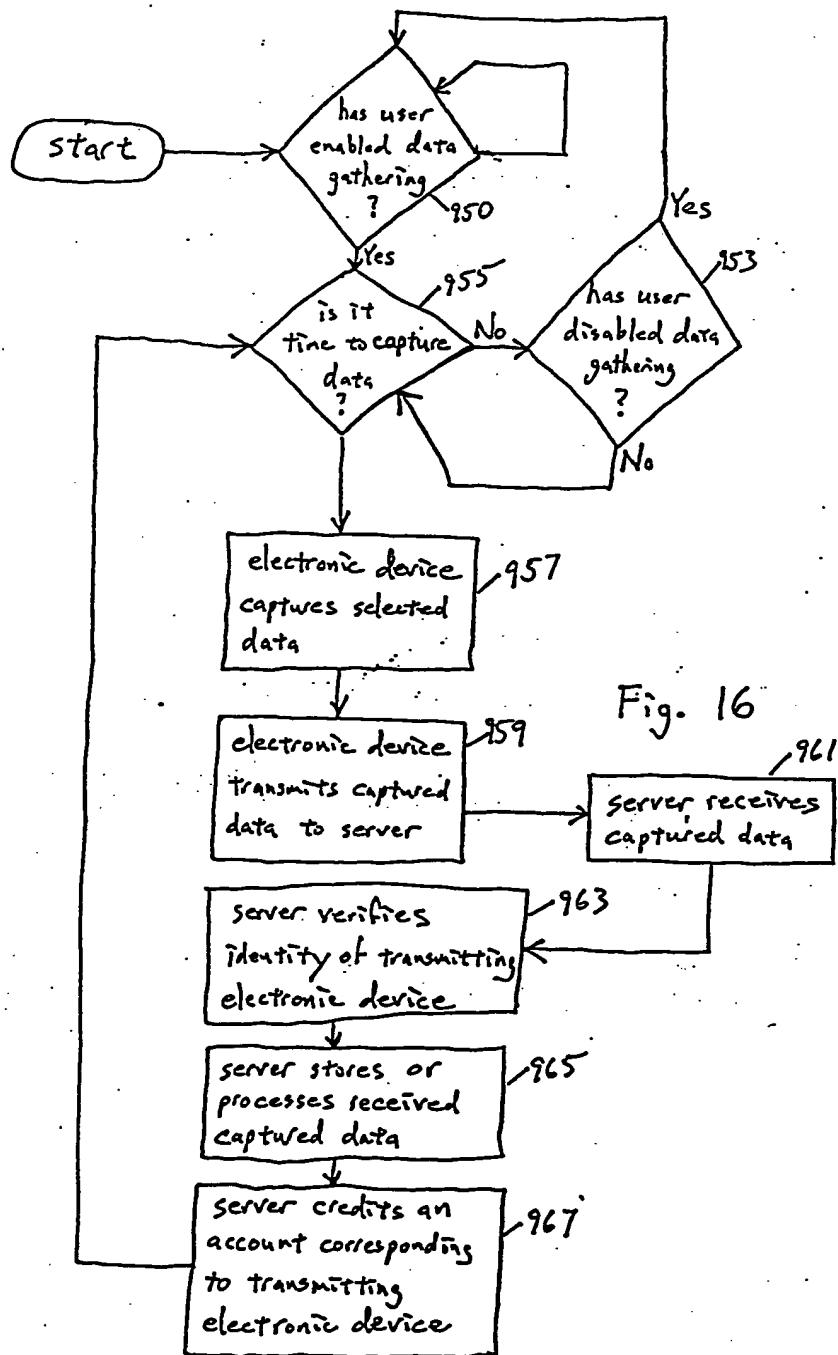 start
has user
enabled data
gathering
?
950
Yes
is it
time to capture
data
?
955
No
has user
disabled data
gathering
?
953
Yes
No
electronic device
captures selected
data
957
Fig. 16
electronic device
transmits captured
data to server
959
server receives
captured data
961
server verifies
identity of transmitting
electronic device
963
server stores or
processes received
captured data
965
server credits an
account corresponding
to transmitting
electronic device
967